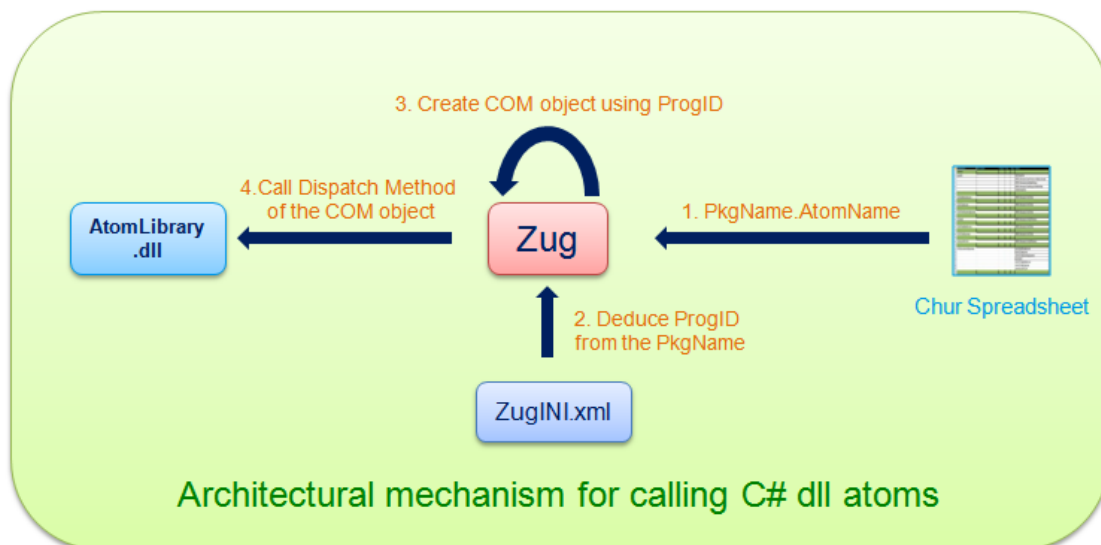 3. Create COM object using ProgID
4.Call Dispatch Method
of the COM object
1. PkgName.AtomName
AtomLibrary
.dll
Zug
Chur Spreadsheet
2. Deduce ProgID
from the PkgName
ZugINI.xml
Architectural mechanism for calling C# dll atoms